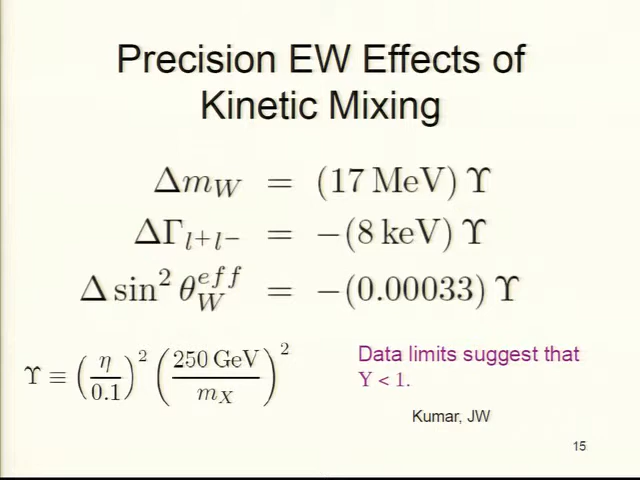 Precision EW Effects of
Kinetic Mixing
Δm_W = (17 MeV) ϒ
ΔΓ_{l+l−} = −(8 keV) ϒ
Δ sin² θ_W^{eff} = −(0.00033) ϒ
ϒ ≡ (η/0.1)² (250 GeV/m_X)²
Data limits suggest that
ϒ < 1.
Kumar, JW
15